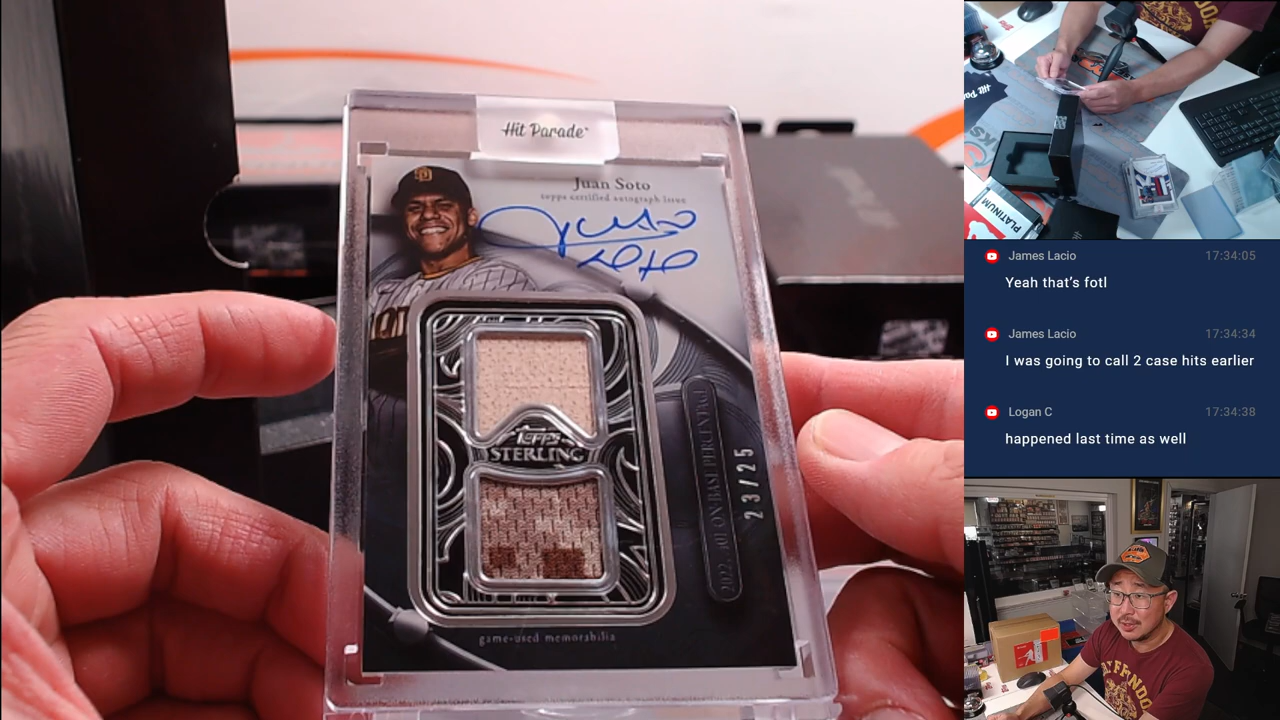 Hit Parade
Juan Soto
topps certified autograph issue
TOPPS
STERLING
2022 .401 ON BASE PERCENTAGE
23/25
game-used memorabilia
PLATINUM
James Lacio 17:34:05
Yeah that's fotl
James Lacio 17:34:34
I was going to call 2 case hits earlier
Logan C 17:34:38
happened last time as well